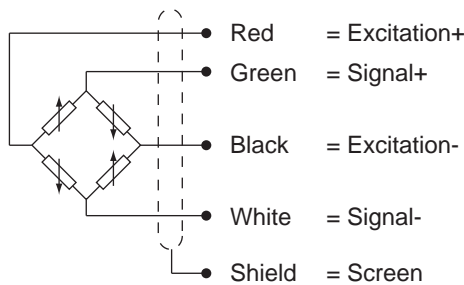 Red = Excitation+
Green = Signal+
Black = Excitation-
White = Signal-
Shield = Screen